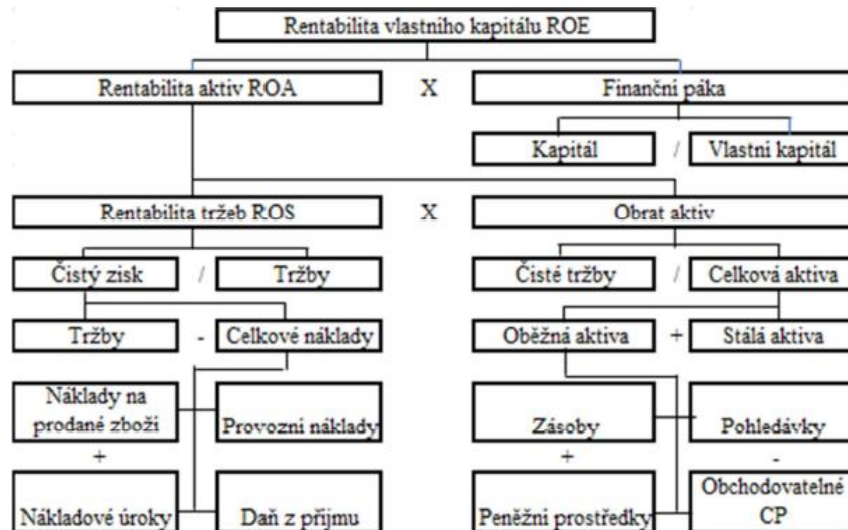 Rentabilita vlastního kapitálu ROE
Rentabilita aktiv ROA X Finanční páka
Kapitál / Vlastní kapitál
Rentabilita tržeb ROS X Obrat aktiv
Čistý zisk / Tržby Čisté tržby / Celková aktiva
Tržby - Celkové náklady Oběžná aktiva + Stálá aktiva
Náklady na
prodané zboží Provozní náklady Zásoby Pohledávky
+ + -
Nákladové úroky Daň z příjmu Peněžní prostředky Obchodovatelné
CP